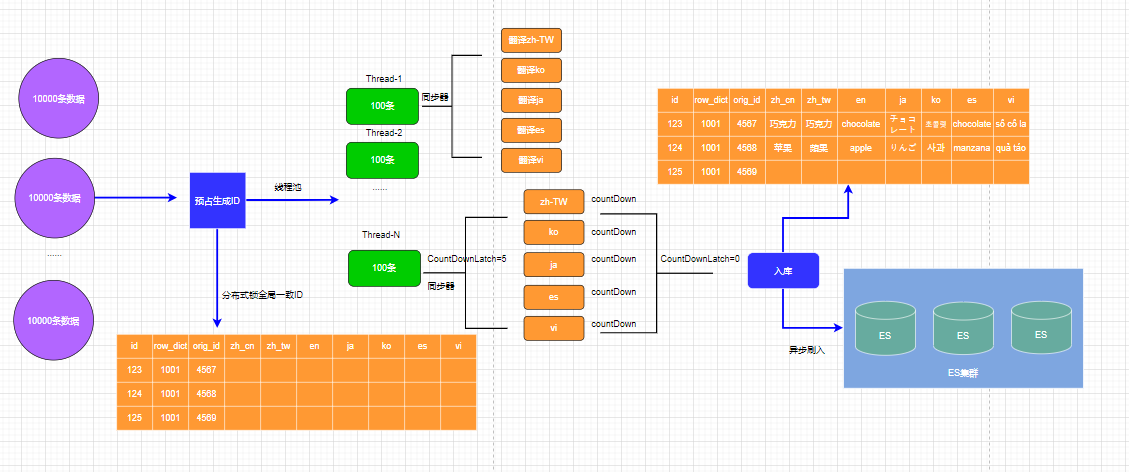 10000条数据
10000条数据
......
10000条数据
预占生成ID
线程池
分布式锁全局一致ID
id row_dict orig_id zh_cn zh_tw en ja ko es vi
123 1001 4567
124 1001 4568
125 1001 4569
Thread-1
100条
同步器
Thread-2
100条
......
Thread-N
100条
CountDownLatch=5
同步器
翻译zh-TW
翻译ko
翻译ja
翻译es
翻译vi
zh-TW
ko
ja
es
vi
countDown
countDown
countDown
countDown
countDown
CountDownLatch=0
入库
异步刷入
id row_dict orig_id zh_cn zh_tw en ja ko es vi
123 1001 4567 巧克力 巧克力 chocolate チョコレート 초콜릿 chocolate sô cô la
124 1001 4568 苹果 蘋果 apple りんご 사과 manzana quả táo
125 1001 4569
ES
ES
ES
ES集群